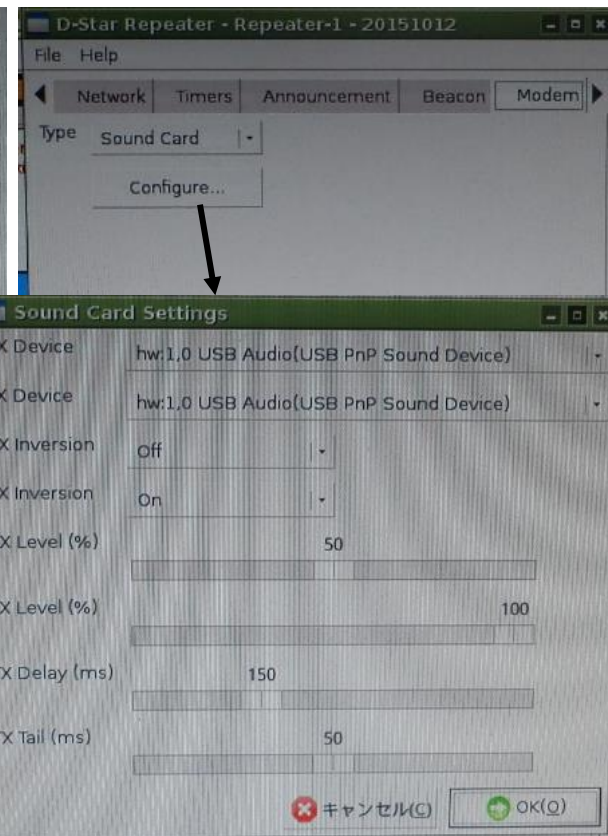 D-Star Repeater - Repeater-1 - 20151012
File Help
Network Timers Announcement Beacon Modem
Type Sound Card
Configure...
Sound Card Settings
X Device hw:1,0 USB Audio(USB PnP Sound Device)
X Device hw:1,0 USB Audio(USB PnP Sound Device)
X Inversion Off
X Inversion On
X Level (%) 50
X Level (%) 100
X Delay (ms) 150
X Tail (ms) 50
キャンセル(C) OK(O)